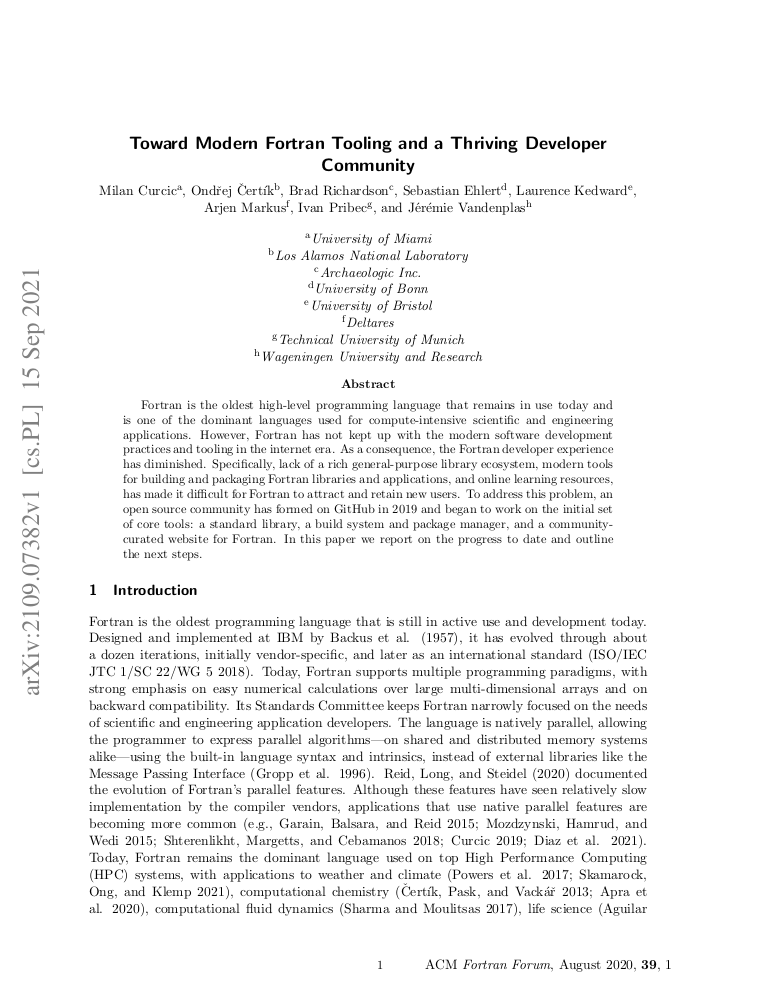 Toward Modern Fortran Tooling and a Thriving Developer
Community
Milan Curcicᵃ, Ondřej Čertíkᵇ, Brad Richardsonᶜ, Sebastian Ehlertᵈ, Laurence Kedwardᵉ,
Arjen Markusᶠ, Ivan Pribecᵍ, and Jérémie Vandenplasʰ
ᵃUniversity of Miami
ᵇLos Alamos National Laboratory
ᶜArchaeologic Inc.
ᵈUniversity of Bonn
ᵉUniversity of Bristol
ᶠDeltares
ᵍTechnical University of Munich
ʰWageningen University and Research
Abstract
Fortran is the oldest high-level programming language that remains in use today and
is one of the dominant languages used for compute-intensive scientific and engineering
applications. However, Fortran has not kept up with the modern software development
practices and tooling in the internet era. As a consequence, the Fortran developer experience
has diminished. Specifically, lack of a rich general-purpose library ecosystem, modern tools
for building and packaging Fortran libraries and applications, and online learning resources,
has made it difficult for Fortran to attract and retain new users. To address this problem, an
open source community has formed on GitHub in 2019 and began to work on the initial set
of core tools: a standard library, a build system and package manager, and a community-
curated website for Fortran. In this paper we report on the progress to date and outline
the next steps.
1 Introduction
Fortran is the oldest programming language that is still in active use and development today.
Designed and implemented at IBM by Backus et al. (1957), it has evolved through about
a dozen iterations, initially vendor-specific, and later as an international standard (ISO/IEC
JTC 1/SC 22/WG 5 2018). Today, Fortran supports multiple programming paradigms, with
strong emphasis on easy numerical calculations over large multi-dimensional arrays and on
backward compatibility. Its Standards Committee keeps Fortran narrowly focused on the needs
of scientific and engineering application developers. The language is natively parallel, allowing
the programmer to express parallel algorithms—on shared and distributed memory systems
alike—using the built-in language syntax and intrinsics, instead of external libraries like the
Message Passing Interface (Gropp et al. 1996). Reid, Long, and Steidel (2020) documented
the evolution of Fortran's parallel features. Although these features have seen relatively slow
implementation by the compiler vendors, applications that use native parallel features are
becoming more common (e.g., Garain, Balsara, and Reid 2015; Mozdzynski, Hamrud, and
Wedi 2015; Shterenlikht, Margetts, and Cebamanos 2018; Curcic 2019; Diaz et al. 2021).
Today, Fortran remains the dominant language used on top High Performance Computing
(HPC) systems, with applications to weather and climate (Powers et al. 2017; Skamarock,
Ong, and Klemp 2021), computational chemistry (Čertík, Pask, and Vackář 2013; Apra et
al. 2020), computational fluid dynamics (Sharma and Moulitsas 2017), life science (Aguilar
1 ACM Fortran Forum, August 2020, 39, 1
arXiv:2109.07382v1 [cs.PL] 15 Sep 2021